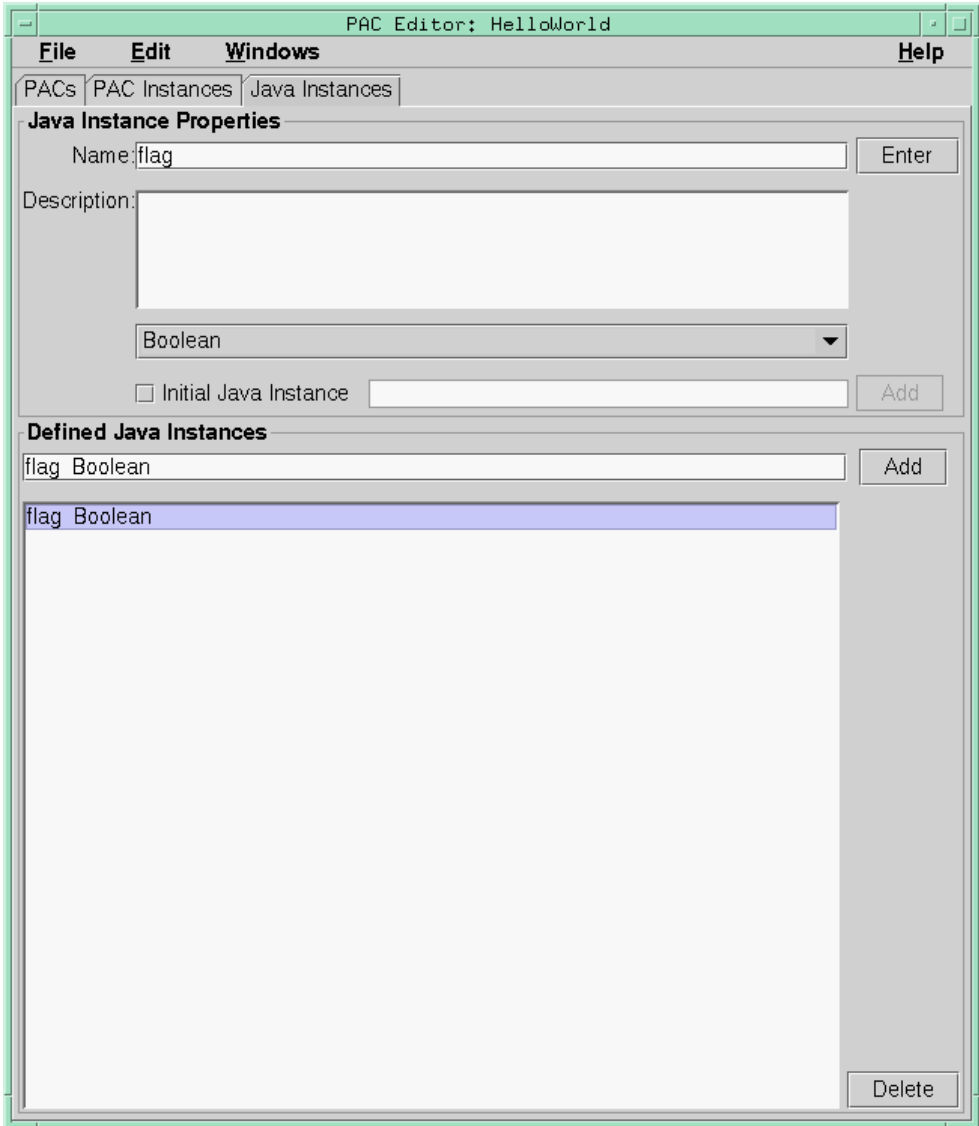 PAC Editor: HelloWorld
File Edit Windows Help
PACs PAC Instances Java Instances
Java Instance Properties
Name: flag Enter
Description:
Boolean
Initial Java Instance Add
Defined Java Instances
flag Boolean Add
flag Boolean
Delete